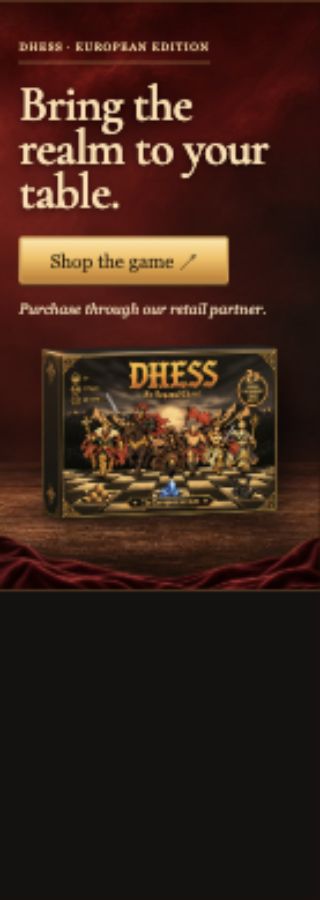 DHESS · EUROPEAN EDITION
Bring the
realm to your
table.
Shop the game
Purchase through our retail partner.
DHESS